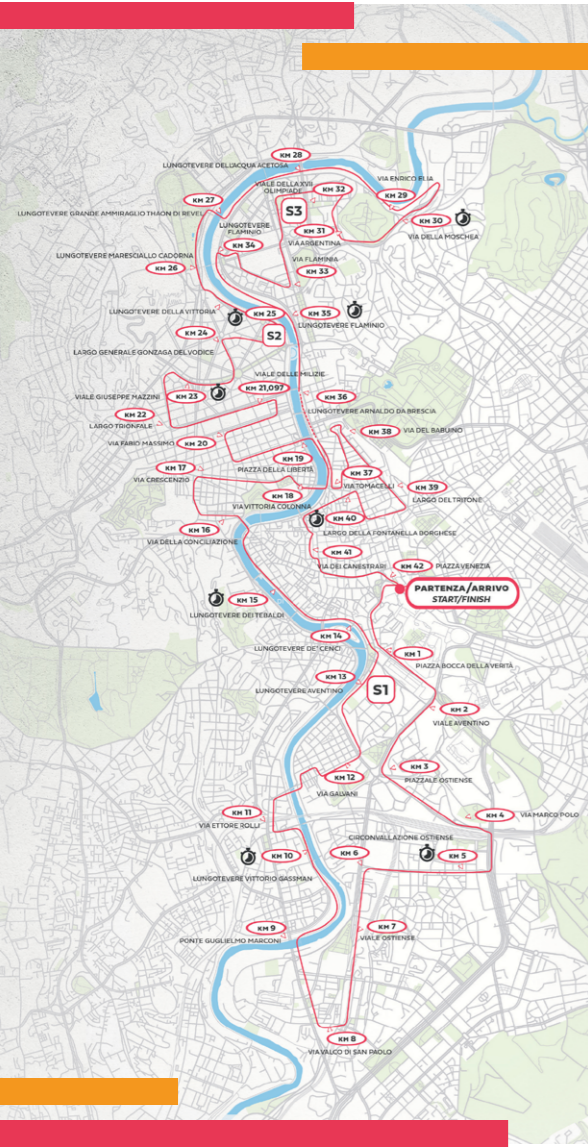 KM 28
LUNGOTEVERE DELL'ACQUA ACETOSA
VIA ENRICO ELIA
VIALE DELLA XVII
OLIMPIADE
KM 32
KM 29
KM 27
LUNGOTEVERE GRANDE AMMIRAGLIO THAON DI REVEL
S3
KM 30
VIA DELLA MOSCHEA
LUNGOTEVERE
FLAMINIO
KM 31
VIA ARGENTINA
KM 34
LUNGOTEVERE MARESCIALLO CADORNA
KM 26
VIA FLAMINIA
KM 33
LUNGOTEVERE DELLA VITTORIA
KM 25
KM 35
LUNGOTEVERE FLAMINIO
KM 24
S2
LARGO GENERALE GONZAGA DEL VODICE
VIALE DELLE MILIZIE
KM 21,097
KM 23
VIALE GIUSEPPE MAZZINI
KM 36
LUNGOTEVERE ARNALDO DA BRESCIA
KM 22
LARGO TRIONFALE
KM 38 VIA DEL BABUINO
VIA FABIO MASSIMO KM 20
KM 19
PIAZZA DELLA LIBERTÀ
KM 17
VIA CRESCENZIO
KM 37
VIA TOMACELLI
KM 39
LARGO DEL TRITONE
KM 18
VIA VITTORIA COLONNA
KM 40
LARGO DELLA FONTANELLA BORGHESE
KM 16
VIA DELLA CONCILIAZIONE
KM 41
VIA DEI CANESTRARI
KM 42 PIAZZA VENEZIA
PARTENZA/ARRIVO
START/FINISH
KM 15
LUNGOTEVERE DEI TEBALDI
KM 14
LUNGOTEVERE DE' CENCI
KM 1
PIAZZA BOCCA DELLA VERITÀ
KM 13
LUNGOTEVERE AVENTINO
S1
KM 2
VIALE AVENTINO
KM 3
PIAZZALE OSTIENSE
KM 12
VIA GALVANI
KM 11
VIA ETTORE ROLLI
KM 4 VIA MARCO POLO
CIRCONVALLAZIONE OSTIENSE
KM 6
KM 5
KM 10
LUNGOTEVERE VITTORIO GASSMAN
KM 9
PONTE GUGLIELMO MARCONI
KM 7
VIALE OSTIENSE
KM 8
VIA VALCO DI SAN PAOLO